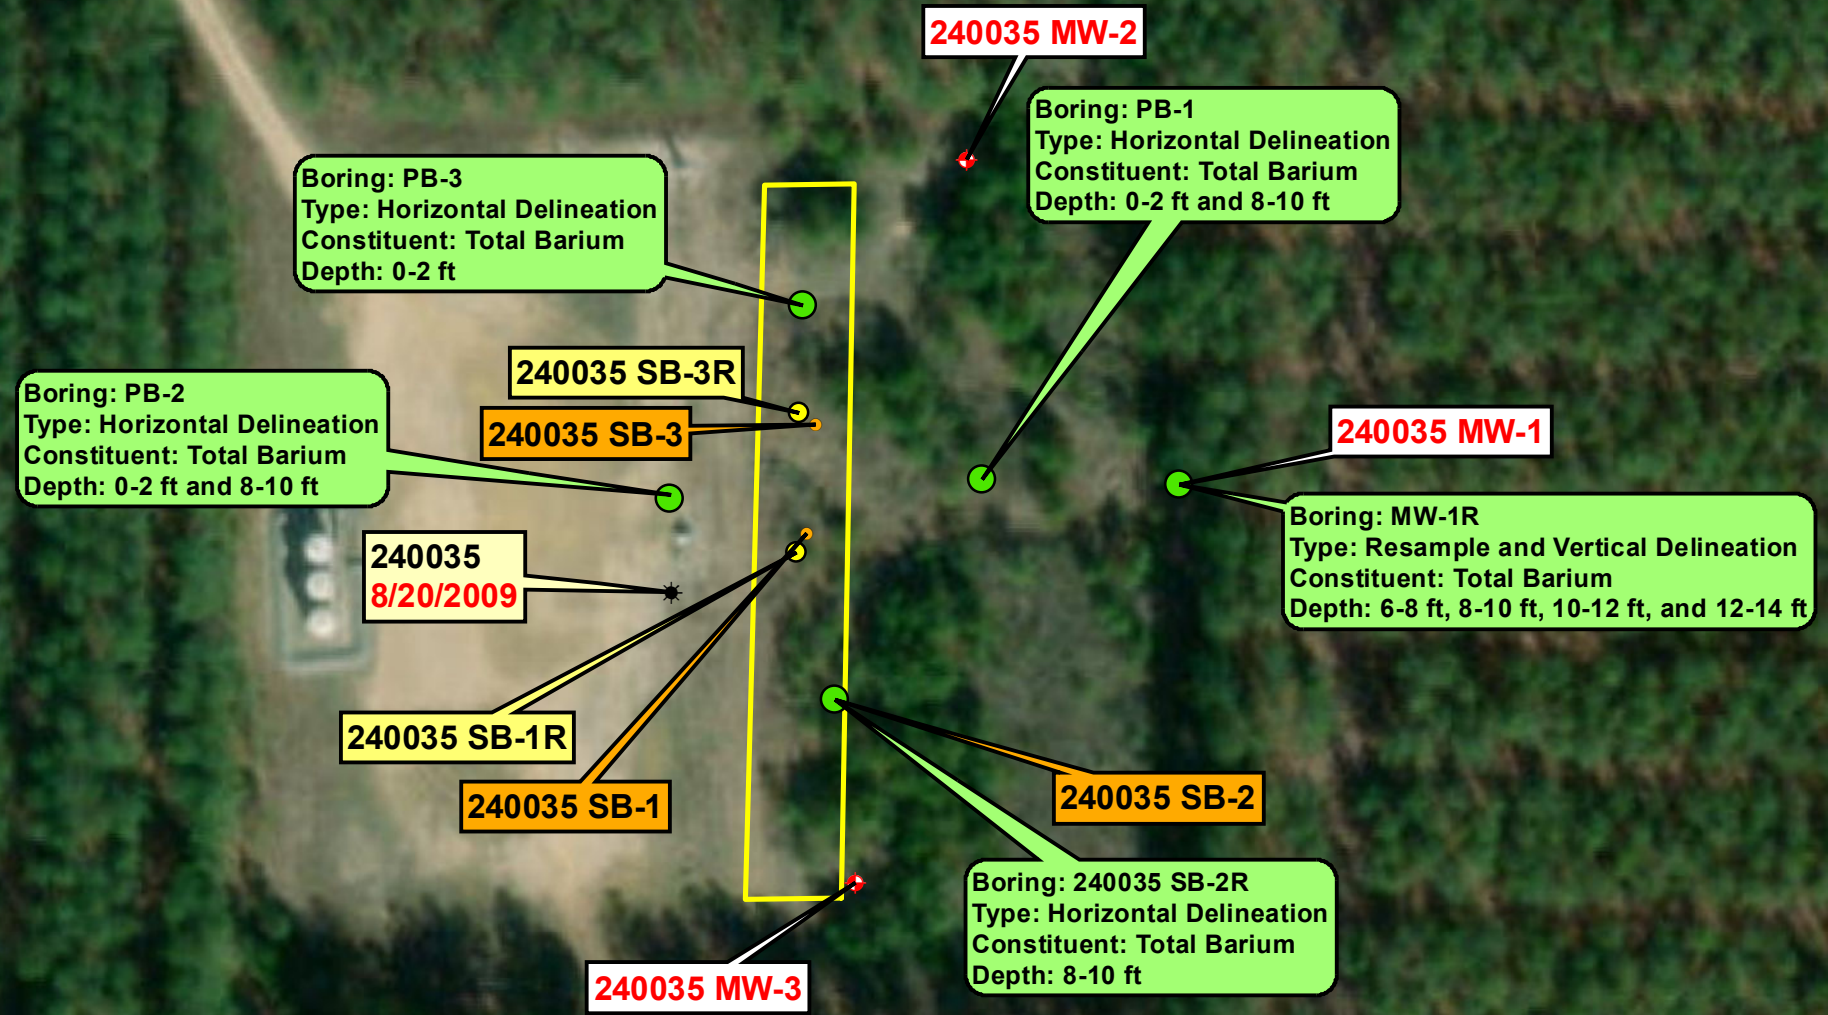 240035 MW-2
Boring: PB-1
Type: Horizontal Delineation
Constituent: Total Barium
Depth: 0-2 ft and 8-10 ft
Boring: PB-3
Type: Horizontal Delineation
Constituent: Total Barium
Depth: 0-2 ft
240035 SB-3R
240035 SB-3
Boring: PB-2
Type: Horizontal Delineation
Constituent: Total Barium
Depth: 0-2 ft and 8-10 ft
240035 MW-1
Boring: MW-1R
Type: Resample and Vertical Delineation
Constituent: Total Barium
Depth: 6-8 ft, 8-10 ft, 10-12 ft, and 12-14 ft
240035
8/20/2009
240035 SB-1R
240035 SB-1
240035 SB-2
Boring: 240035 SB-2R
Type: Horizontal Delineation
Constituent: Total Barium
Depth: 8-10 ft
240035 MW-3